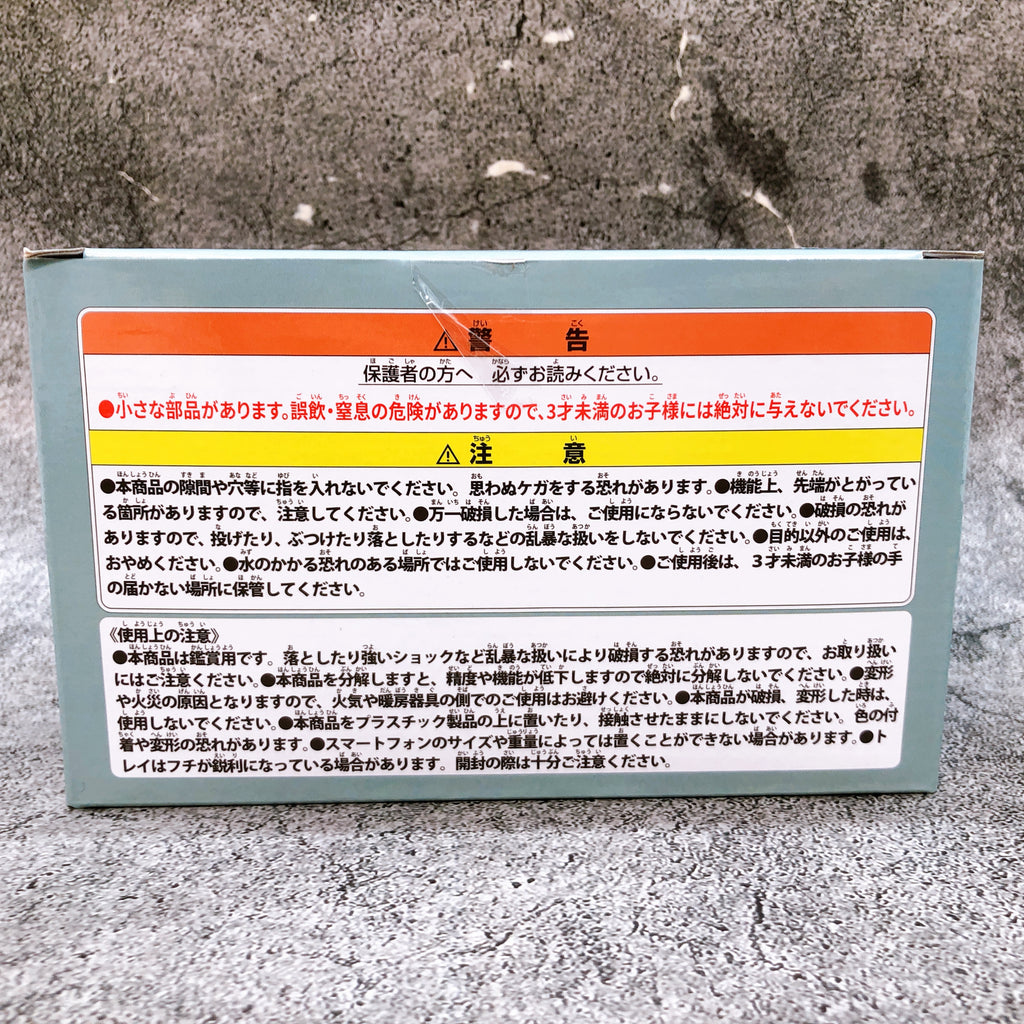 ⚠警告
保護者の方へ 必ずお読みください。
●小さな部品があります。誤飲・窒息の危険がありますので、3才未満のお子様には絶対に与えないでください。
⚠注意
●本商品の隙間や穴等に指を入れないでください。思わぬケガをする恐れがあります。●機能上、先端がとがってい
る箇所がありますので、注意してください。●万一破損した場合は、ご使用にならないでください。●破損の恐れが
ありますので、投げたり、ぶつけたり落としたりするなどの乱暴な扱いをしないでください。●目的以外のご使用は、
おやめください。●水のかかる恐れのある場所ではご使用しないでください。●ご使用後は、3才未満のお子様の手
の届かない場所に保管してください。
《使用上の注意》
●本商品は鑑賞用です。落としたり強いショックなど乱暴な扱いにより破損する恐れがありますので、お取り扱い
にはご注意ください。●本商品を分解しますと、精度や機能が低下しますので絶対に分解しないでください。●変形
や火災の原因となりますので、火気や暖房器具の側でのご使用はお避けください。●本商品が破損、変形した時は、
使用しないでください。●本商品をプラスチック製品の上に置いたり、接触させたままにしないでください。色の付
着や変形の恐れがあります。●スマートフォンのサイズや重量によっては置くことができない場合があります。●ト
レイはフチが鋭利になっている場合があります。開封の際は十分ご注意ください。